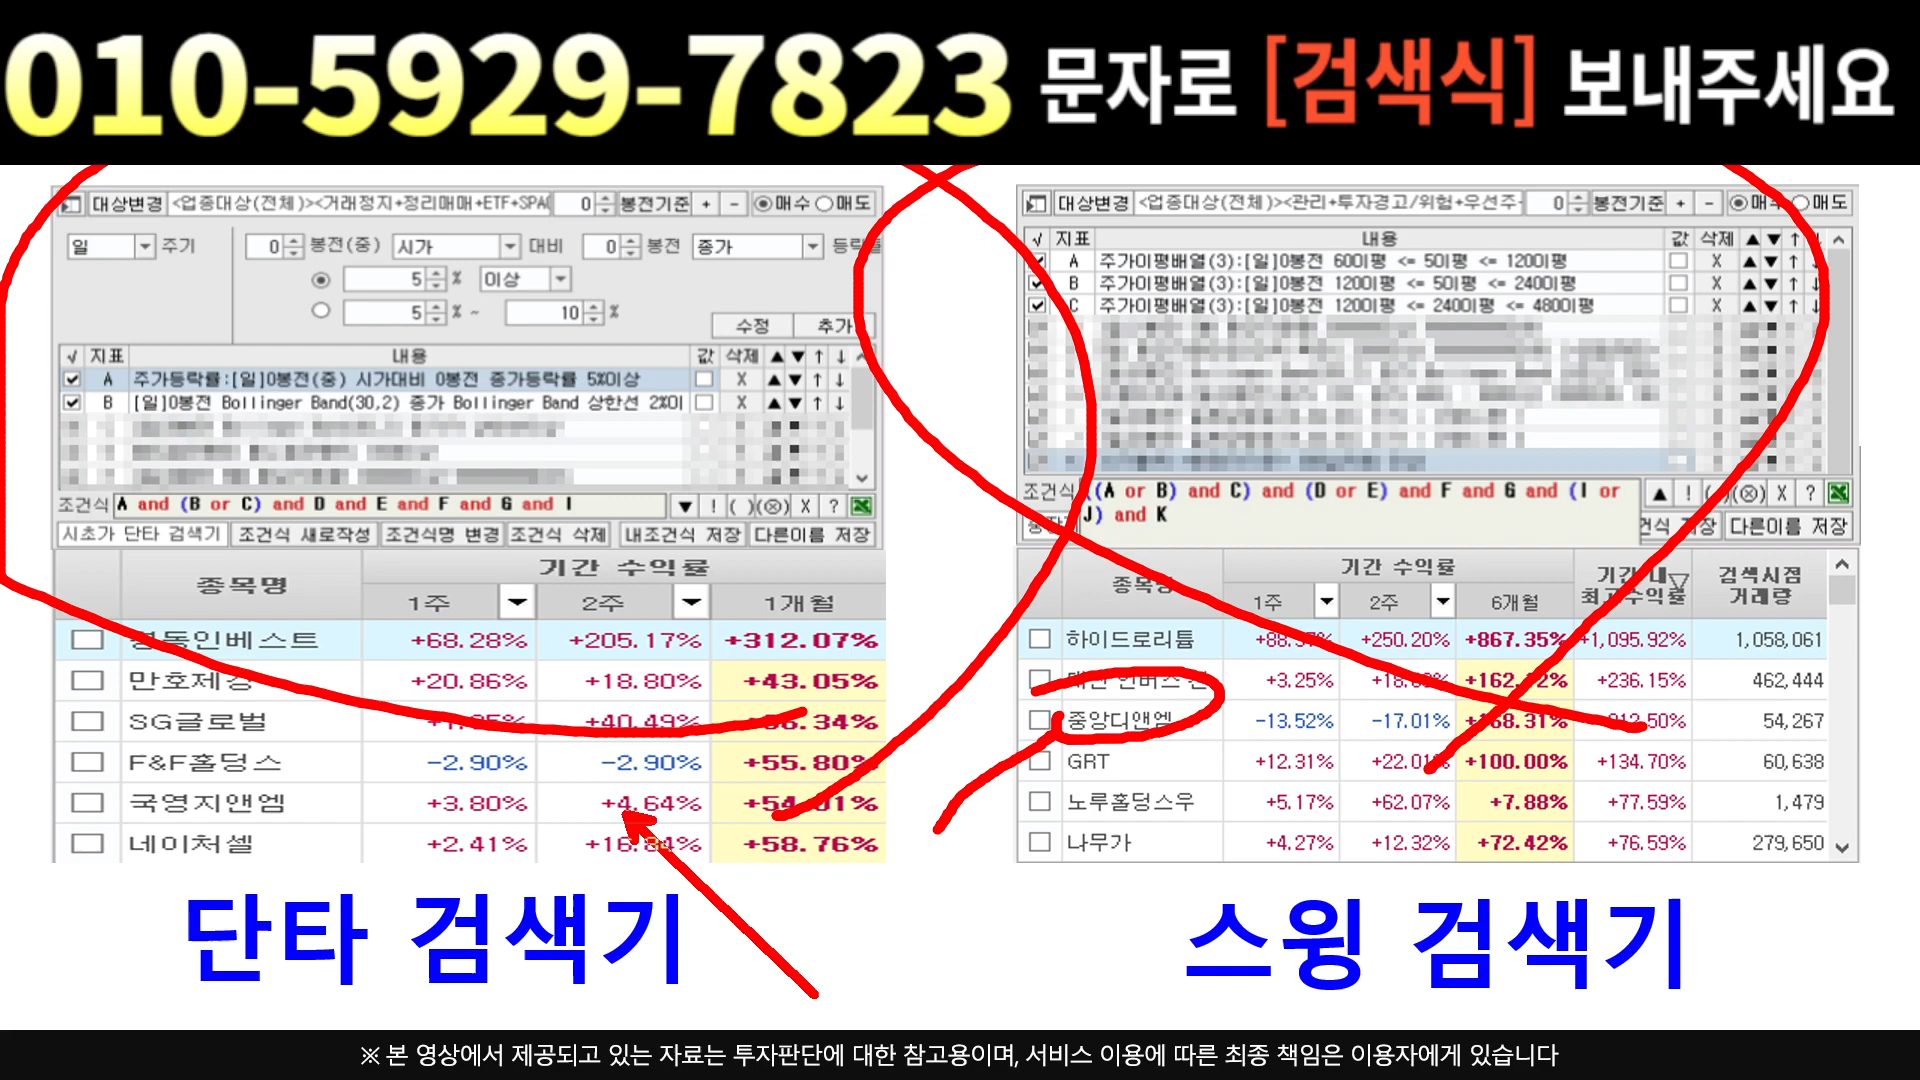 010-5929-7823 문자로 [검색식] 보내주세요
대상변경 <업종대상(전체)><거래정지+정리매매+ETF+SPAC 0 봉전기준 + - 매수 매도
일 주기 0 봉전(중) 시가 대비 0 봉전 종가
5 % 이상
5 % ~ 10 %
수정 추가
√ 지표 내용 값 삭제 ▲ ▼ ↑ ↓
A 주가등락률:[일]0봉전(중) 시가대비 0봉전 종가등락률 5%이상 X ▲ ▼ ↑ ↓
B [일]0봉전 Bollinger Band(30,2) 종가 Bollinger Band 상한선 2%이 X ▲ ▼ ↑ ↓
조건식 A and (B or C) and D and E and F and G and I ▼ ! ( )(⊗) X ?
시초가 단타 검색기 조건식 새로작성 조건식명 변경 조건식 삭제 내조건식 저장 다른이름 저장
종목명 기간 수익률
1주 2주 1개월
+68.28% +205.17% +312.07%
만호제강 +20.86% +18.80% +43.05%
SG글로벌 +40.49%
F&F홀딩스 -2.90% -2.90% +55.80%
국영지앤엠 +3.80% +4.64%
네이처셀 +2.41% +16.84% +58.76%
단타 검색기
대상변경 <업종대상(전체)><관리+투자경고/위험+우선주+ 0 봉전기준 + - 매수 매도
√ 지표 내용 값 삭제 ▲ ▼ ↑ ↓
A 주가이평배열(3):[일]0봉전 60이평 <= 5이평 <= 120이평 X ▲ ▼ ↑ ↓
B 주가이평배열(3):[일]0봉전 120이평 <= 5이평 <= 240이평 X ▲ ▼ ↑ ↓
C 주가이평배열(3):[일]0봉전 120이평 <= 240이평 <= 480이평 X ▲ ▼ ↑ ↓
조건식 ((A or B) and C) and (D or E) and F and G and (I or ▲ ! ( )(⊗) X ?
J) and K
저장 다른이름 저장
종목명 기간 수익률 기간 내 최고수익률 검색시점 거래량
1주 2주 6개월
하이드로리튬 +250.20% +867.35% +1,095.92% 1,058,061
+3.25% +236.15% 462,444
중앙디앤엠 -13.52% -17.01% 54,267
GRT +12.31% +100.00% +134.70% 60,638
노루홀딩스우 +5.17% +62.07% +7.88% +77.59% 1,479
나무가 +4.27% +12.32% +72.42% +76.59% 279,650
스윙 검색기
※ 본 영상에서 제공되고 있는 자료는 투자판단에 대한 참고용이며, 서비스 이용에 따른 최종 책임은 이용자에게 있습니다